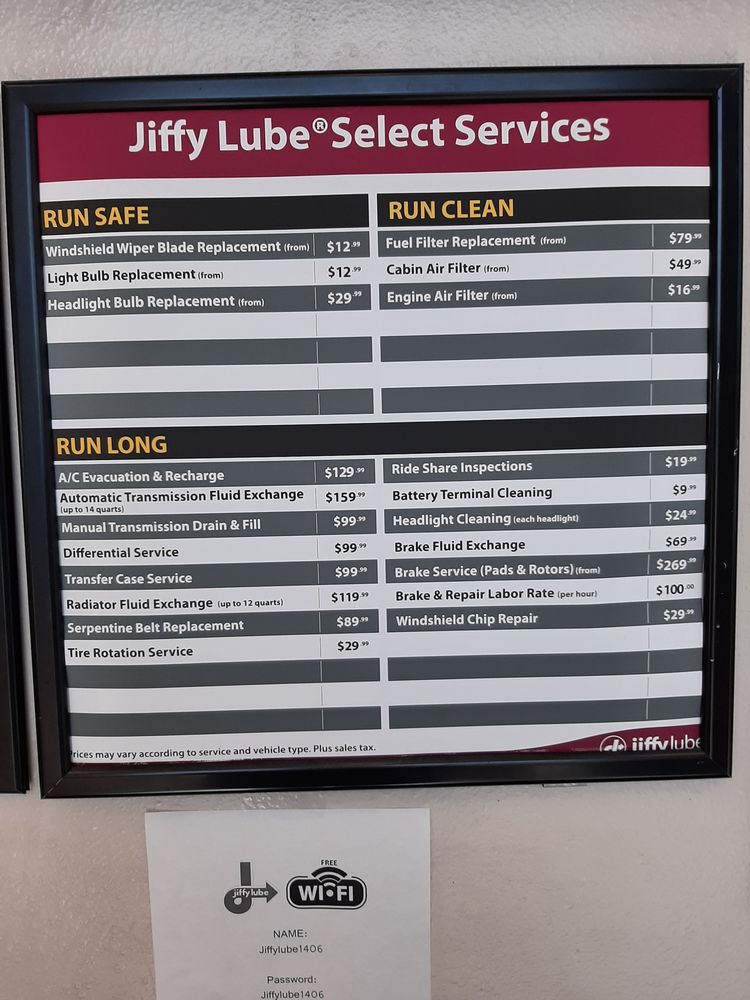 Jiffy Lube® Select Services
RUN SAFE
Windshield Wiper Blade Replacement (from) $12.99
Light Bulb Replacement (from) $12.99
Headlight Bulb Replacement (from) $29.99
RUN CLEAN
Fuel Filter Replacement (from) $79.99
Cabin Air Filter (from) $49.99
Engine Air Filter (from) $16.99
RUN LONG
A/C Evacuation & Recharge $129.99
Automatic Transmission Fluid Exchange $159.99
(up to 14 quarts)
Manual Transmission Drain & Fill $99.99
Differential Service $99.99
Transfer Case Service $99.99
Radiator Fluid Exchange (up to 12 quarts) $119.99
Serpentine Belt Replacement $89.99
Tire Rotation Service $29.99
Ride Share Inspections $19.99
Battery Terminal Cleaning $9.99
Headlight Cleaning (each headlight) $24.99
Brake Fluid Exchange $69.99
Brake Service (Pads & Rotors) (from) $269.99
Brake & Repair Labor Rate (per hour) $100.00
Windshield Chip Repair $29.99
Prices may vary according to service and vehicle type. Plus sales tax.
jiffy lube
jiffy lube
FREE
WI-FI
NAME:
Jiffylube1406
Password:
Jiffylube1406